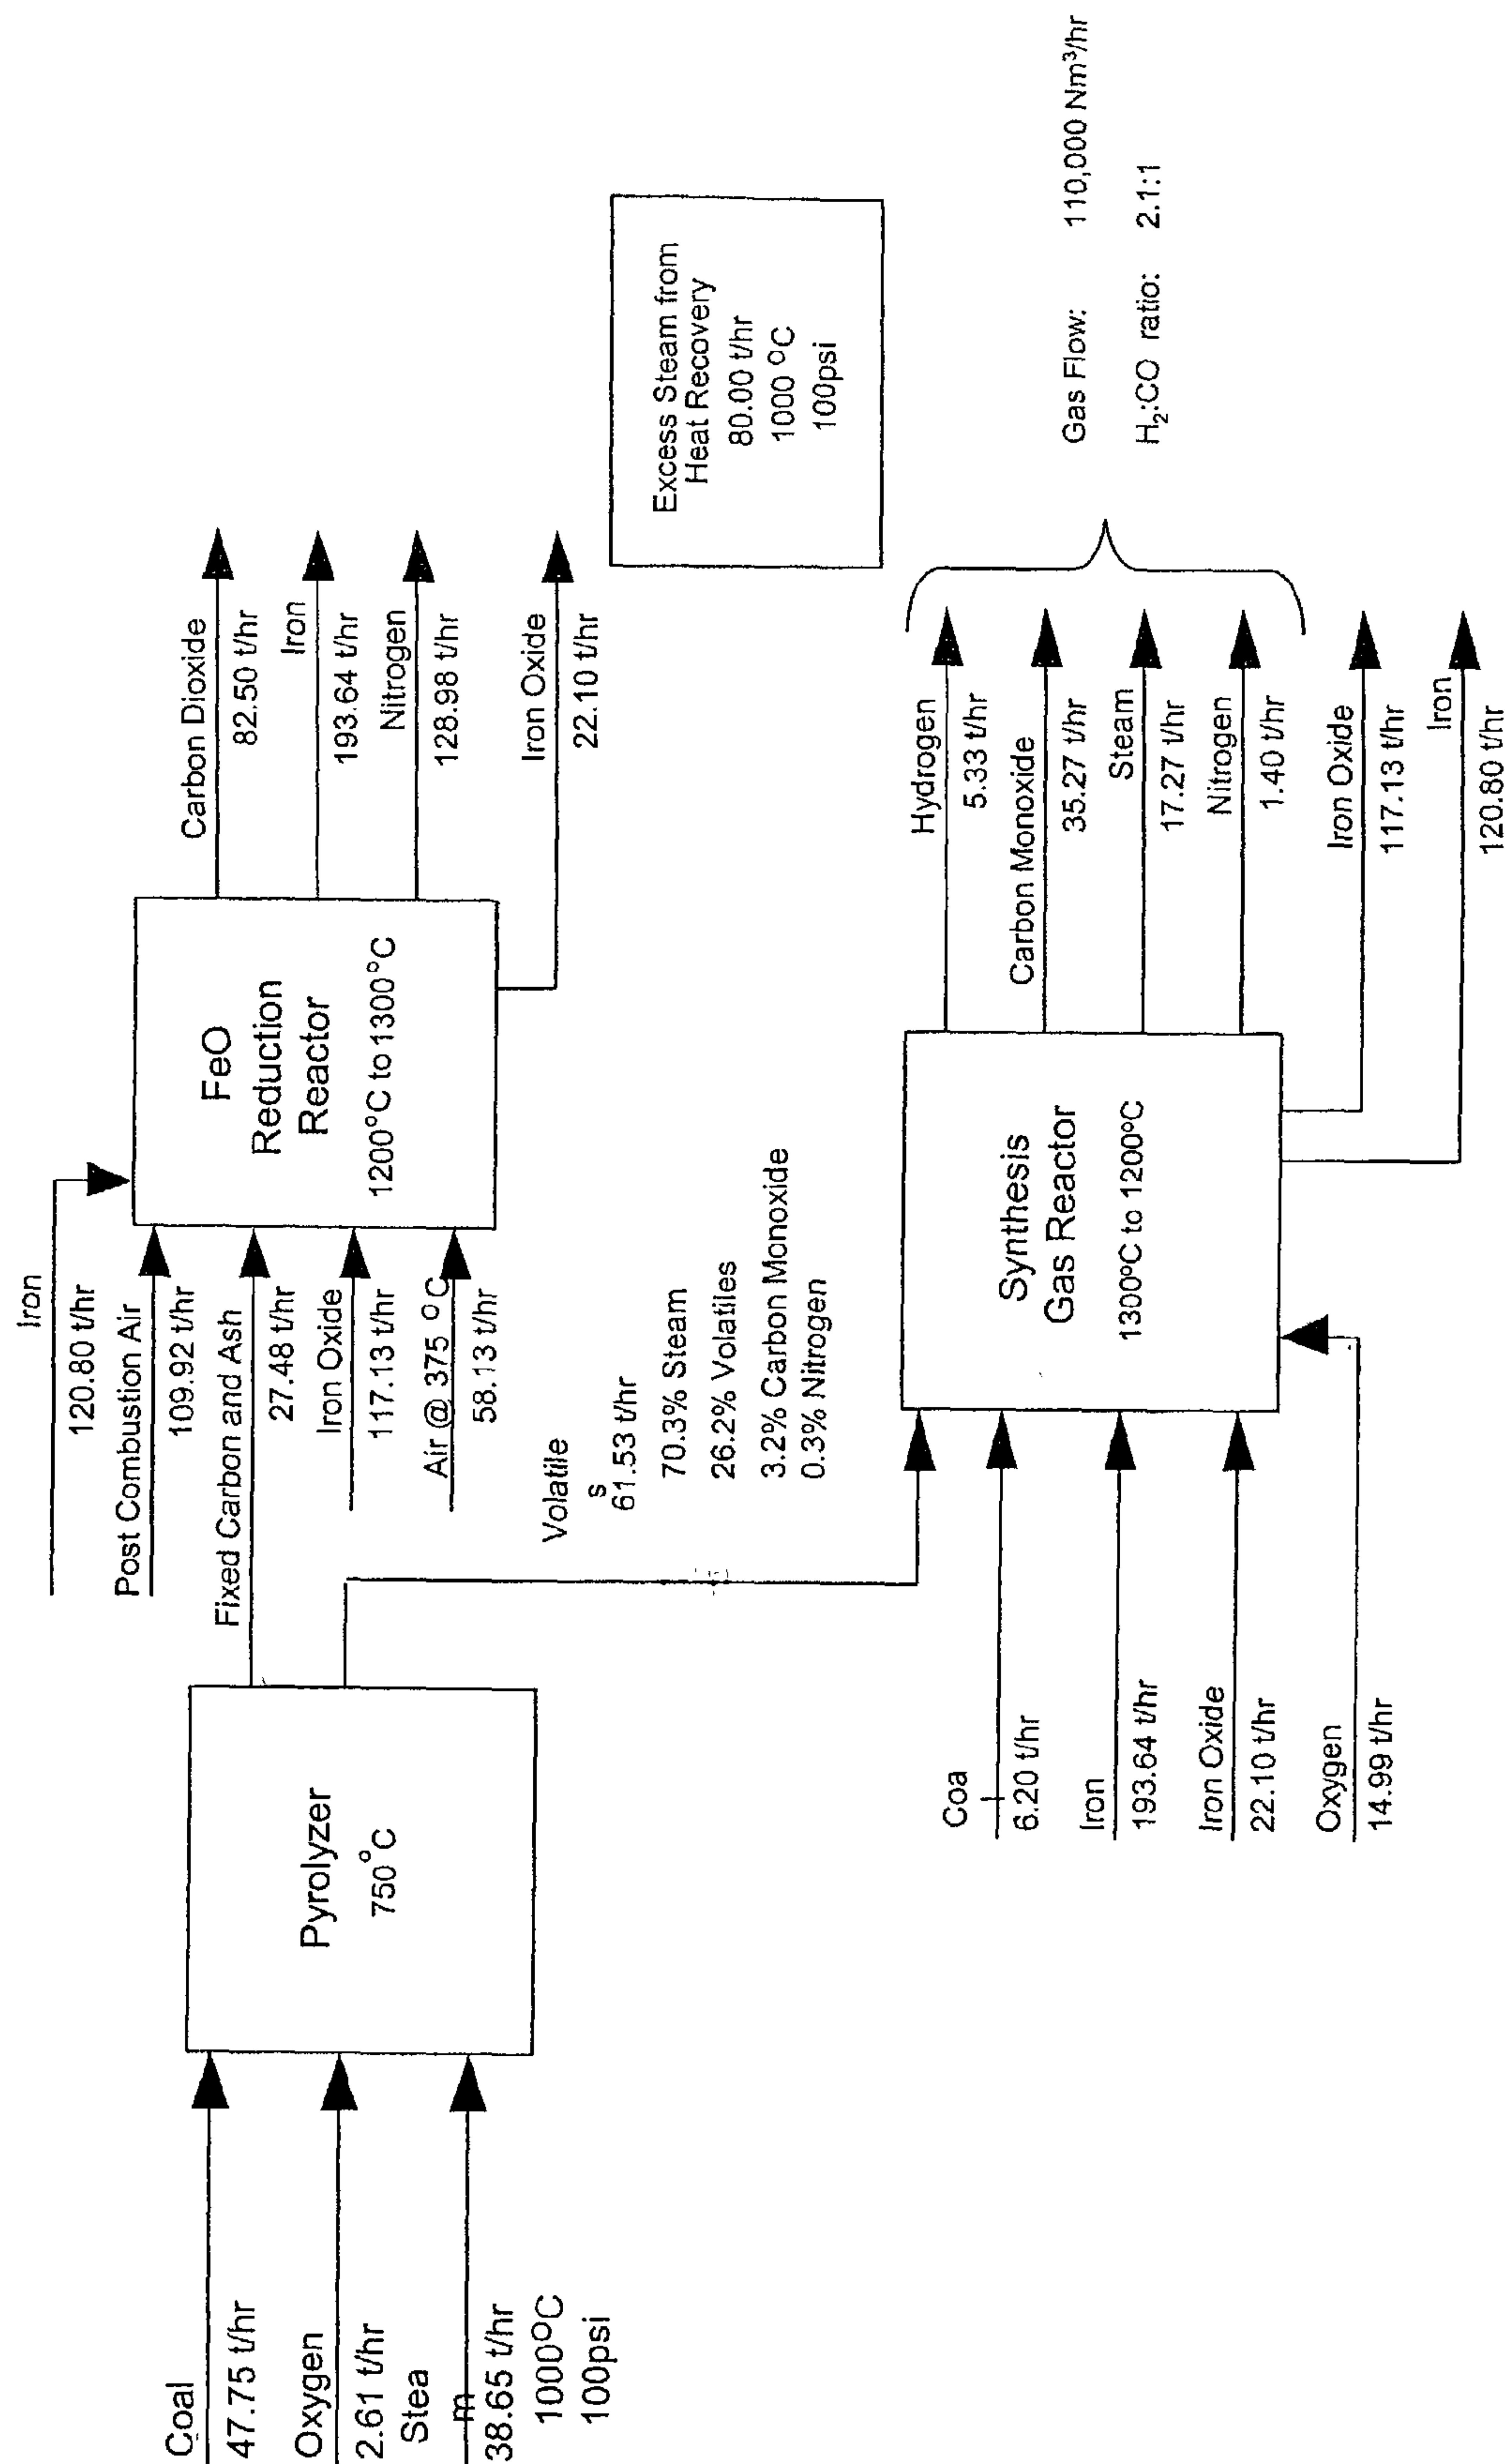 Coal
47.75 t/hr
Oxygen
2.61 t/hr
Stea
m
38.65 t/hr
1000°C
100psi
Pyrolyzer
750°C
Iron
120.80 t/hr
Post Combustion Air
109.92 t/hr
Fixed Carbon and Ash
27.48 t/hr
Iron Oxide
117.13 t/hr
Air @ 375 °C
58.13 t/hr
FeO
Reduction
Reactor
1200°C to 1300°C
Carbon Dioxide
82.50 t/hr
Iron
193.64 t/hr
Nitrogen
128.98 t/hr
Iron Oxide
22.10 t/hr
Volatile
s
61.53 t/hr
70.3% Steam
26.2% Volatiles
3.2% Carbon Monoxide
0.3% Nitrogen
Excess Steam from
Heat Recovery
80.00 t/hr
1000 °C
100psi
Coa
l
6.20 t/hr
Iron
193.64 t/hr
Iron Oxide
22.10 t/hr
Oxygen
14.99 t/hr
Synthesis
Gas Reactor
1300°C to 1200°C
Hydrogen
5.33 t/hr
Carbon Monoxide
35.27 t/hr
Steam
17.27 t/hr
Nitrogen
1.40 t/hr
Iron Oxide
117.13 t/hr
Iron
120.80 t/hr
Gas Flow: 110,000 Nm³/hr
H₂:CO ratio: 2.1:1